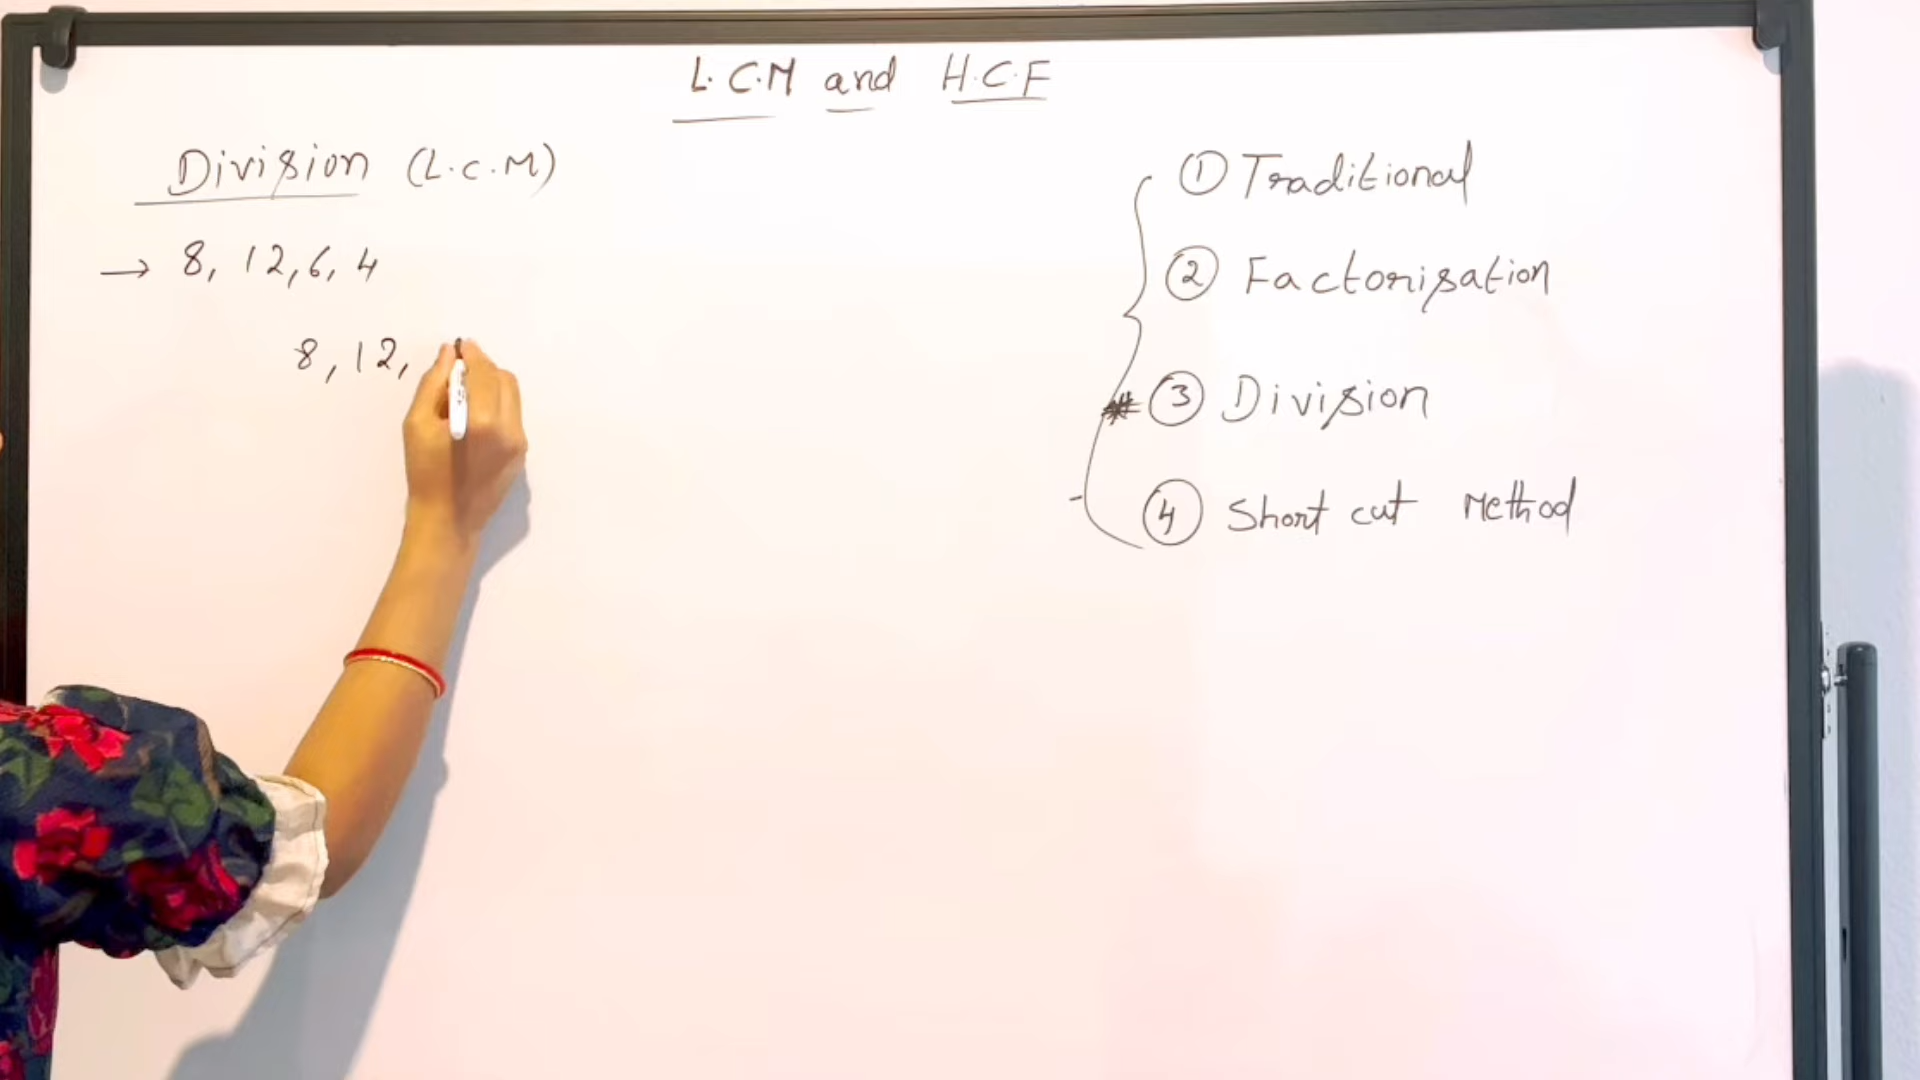 L.C.M and H.C.F
Division (L.C.M)
→ 8, 12, 6, 4
8, 12,
① Traditional
② Factorisation
③ Division
④ Short cut Method